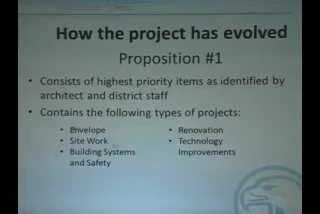 How the project has evolved
Proposition #1
• Consists of highest priority items as identified by
architect and district staff
• Contains the following types of projects:
• Envelope
• Site Work
• Building Systems
and Safety
• Renovation
• Technology
Improvements